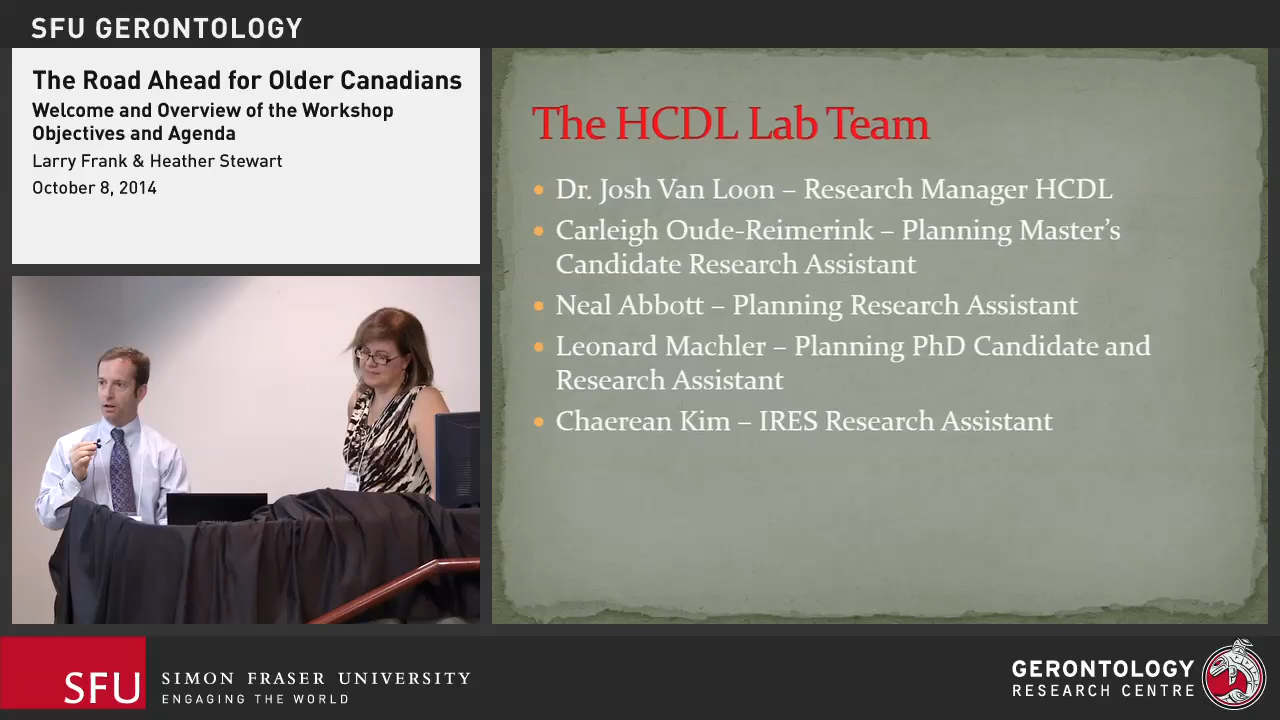 SFU GERONTOLOGY
The Road Ahead for Older Canadians
Welcome and Overview of the Workshop
Objectives and Agenda
Larry Frank & Heather Stewart
October 8, 2014
The HCDL Lab Team
• Dr. Josh Van Loon – Research Manager HCDL
• Carleigh Oude-Reimerink – Planning Master’s
Candidate Research Assistant
• Neal Abbott – Planning Research Assistant
• Leonard Machler – Planning PhD Candidate and
Research Assistant
• Chaerean Kim – IRES Research Assistant
SFU
SIMON FRASER UNIVERSITY
ENGAGING THE WORLD
GERONTOLOGY
RESEARCH CENTRE